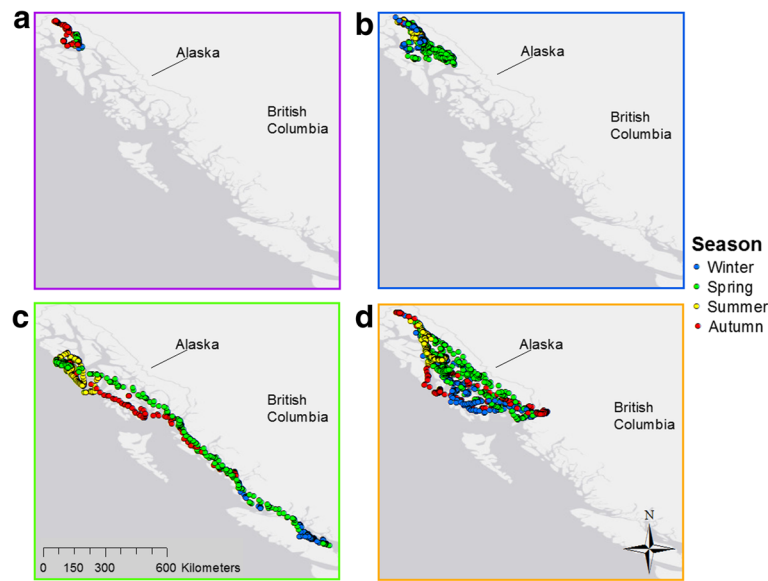 a
Alaska
British
Columbia
b
Alaska
British
Columbia
Season
Winter
Spring
Summer
Autumn
c
Alaska
British
Columbia
0 150 300 600 Kilometers
d
Alaska
British
Columbia
N